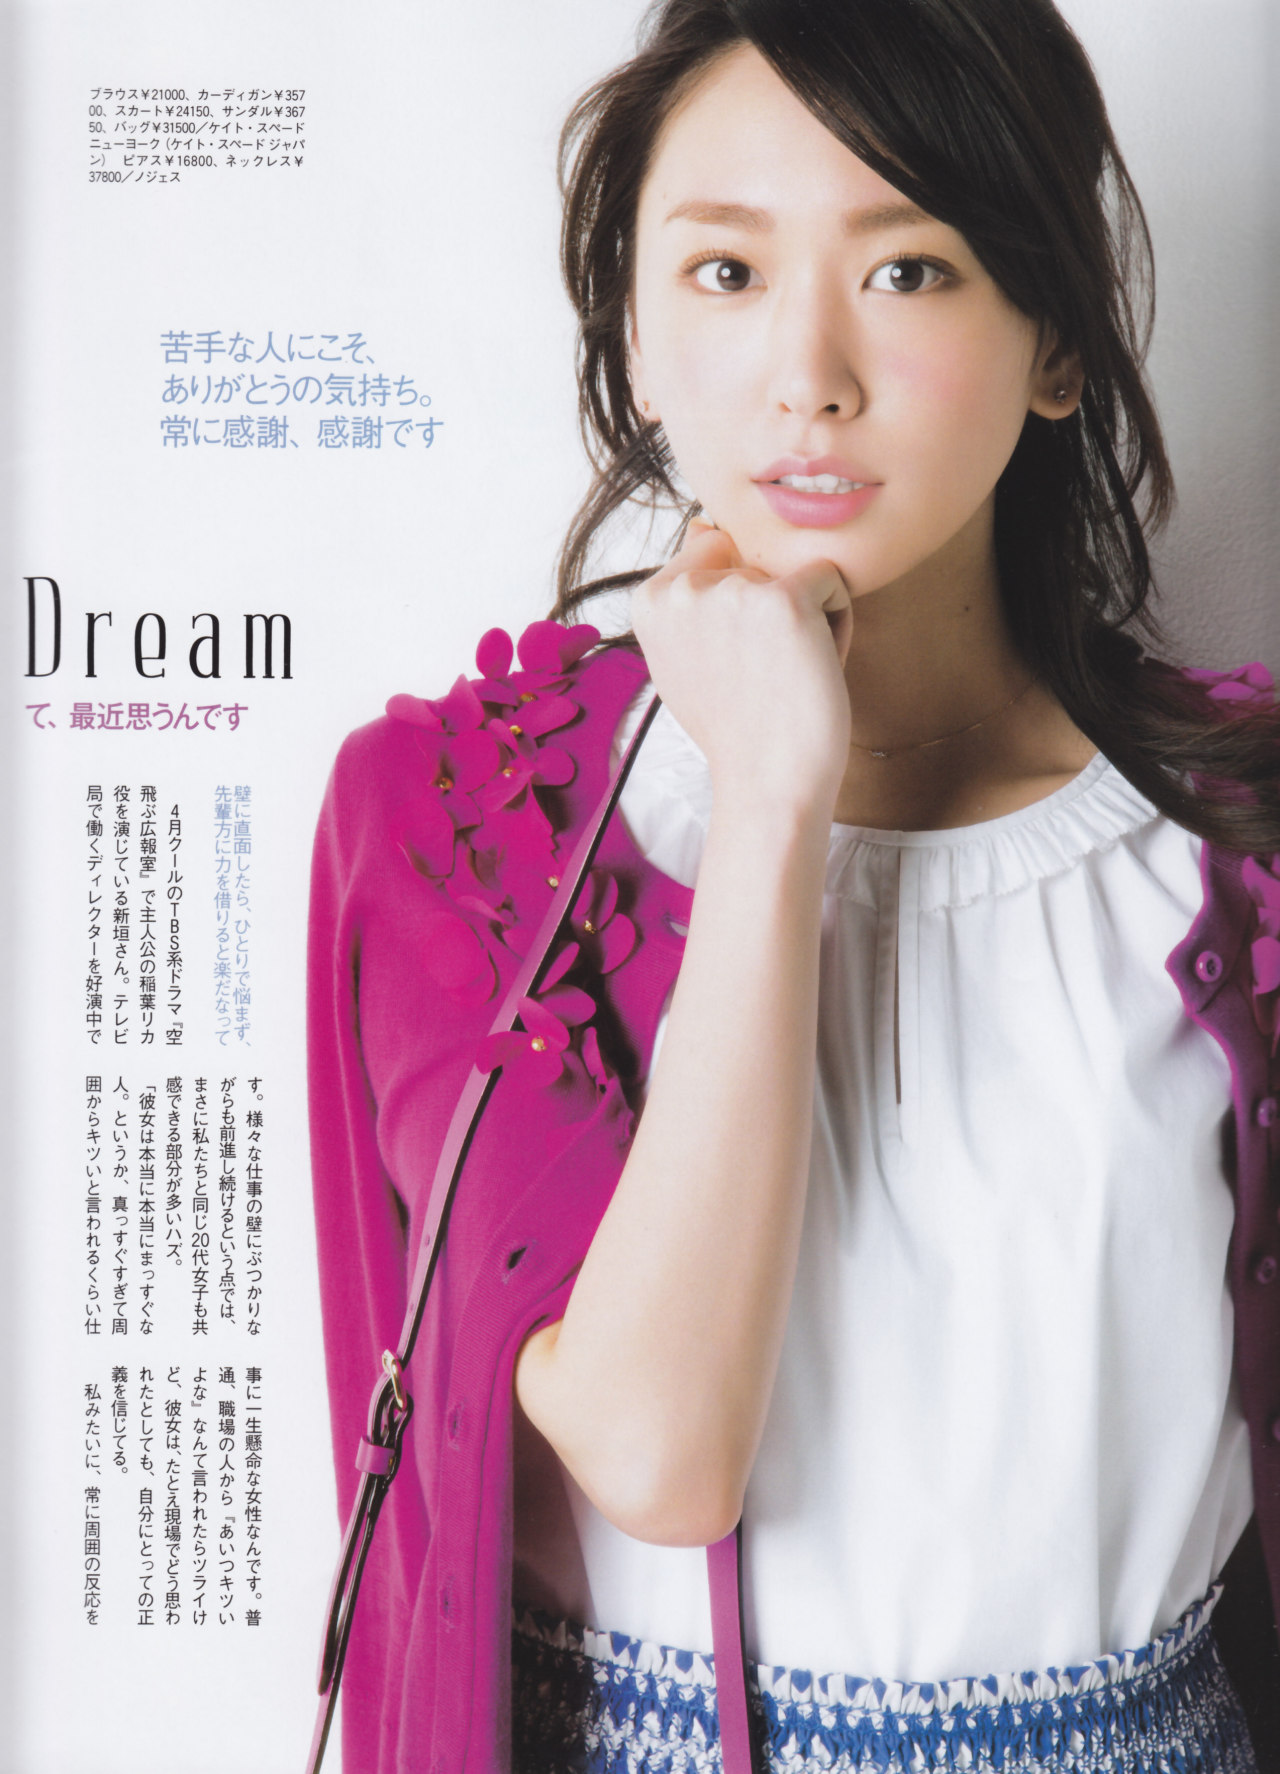 ブラウス¥21000、カーディガン¥357
00、スカート¥24150、サンダル¥367
50、バッグ¥31500／ケイト・スペード
ニューヨーク（ケイト・スペード ジャパ
ン）　ピアス¥16800、ネックレス¥
37800／ノジェス
苦手な人にこそ、
ありがとうの気持ち。
常に感謝、感謝です
Dream
て、最近思うんです
壁に直面したら、ひとりで悩まず、
先輩方に力を借りると楽だなって
4月クールのTBS系ドラマ『空
飛ぶ広報室』で主人公の稲葉リカ
役を演じている新垣さん。テレビ
局で働くディレクターを好演中で
す。様々な仕事の壁にぶつかりな
がらも前進し続けるという点では、
まさに私たちと同じ20代女子も共
感できる部分が多いハズ。
「彼女は本当に本当にまっすぐな
人。というか、真っすぐすぎて周
囲からキツいと言われるくらい仕
事に一生懸命な女性なんです。普
通、職場の人から『あいつキツい
よな』なんて言われたらツライけ
ど、彼女は、たとえ現場でどう思わ
れたとしても、自分にとっての正
義を信じてる。
私みたいに、常に周囲の反応を